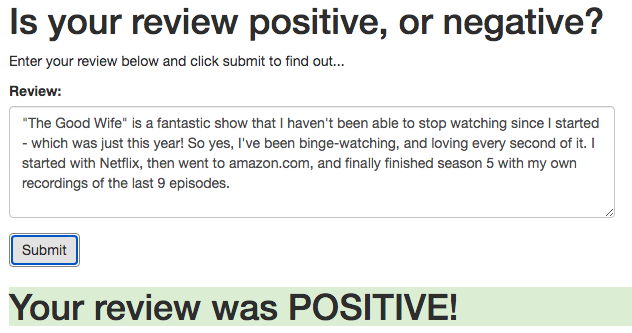 Is your review positive, or negative?
Enter your review below and click submit to find out...
Review:
"The Good Wife" is a fantastic show that I haven't been able to stop watching since I started
- which was just this year! So yes, I've been binge-watching, and loving every second of it. I
started with Netflix, then went to amazon.com, and finally finished season 5 with my own
recordings of the last 9 episodes.
Submit
Your review was POSITIVE!